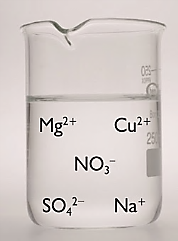 Mg²⁺ Cu²⁺
NO₃⁻
SO₄²⁻ Na⁺